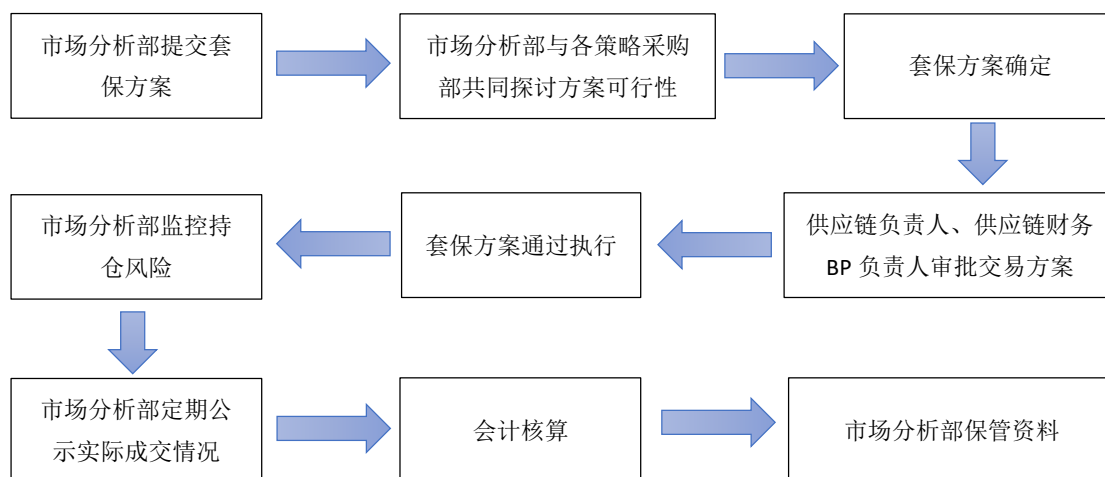 市场分析部提交套
保方案
市场分析部与各策略采购
部共同探讨方案可行性
套保方案确定
供应链负责人、供应链财务
BP 负责人审批交易方案
套保方案通过执行
市场分析部监控持
仓风险
市场分析部定期公
示实际成交情况
会计核算
市场分析部保管资料